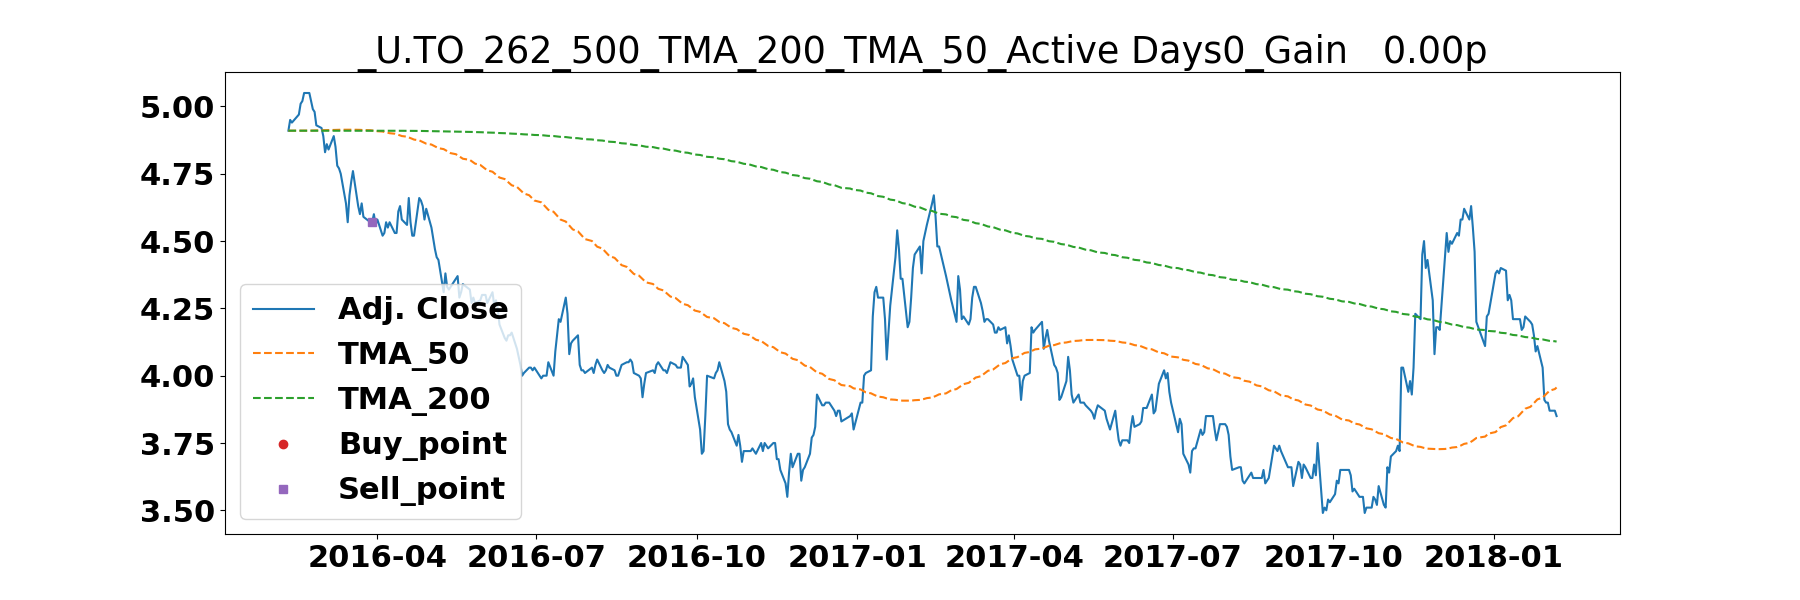 _U.TO_262_500_TMA_200_TMA_50_Active Days0_Gain   0.00p
5.00
4.75
4.50
4.25
4.00
3.75
3.50
Adj. Close
TMA_50
TMA_200
Buy_point
Sell_point
2016-04 2016-07 2016-10 2017-01 2017-04 2017-07 2017-10 2018-01